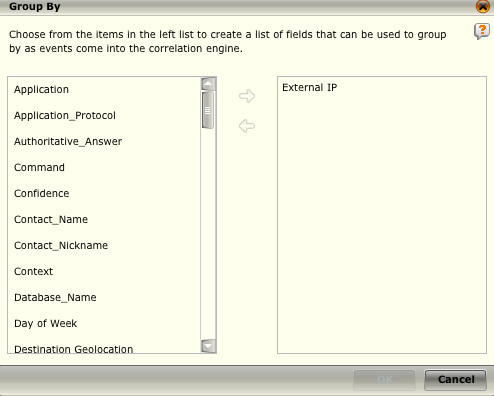 Group By
Choose from the items in the left list to create a list of fields that can be used to group
by as events come into the correlation engine.
?
Application
Application_Protocol
Authoritative_Answer
Command
Confidence
Contact_Name
Contact_Nickname
Context
Database_Name
Day of Week
Destination Geolocation
External IP
OK
Cancel